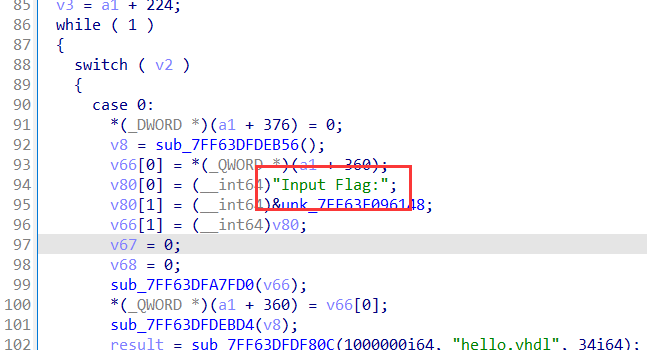 85 v3 = a1 + 224;
86 while ( 1 )
87 {
88 switch ( v2 )
89 {
90 case 0:
91 *(_DWORD *)(a1 + 376) = 0;
92 v8 = sub_7FF63DFDEB56();
93 v66[0] = *(_QWORD *)(a1 + 360);
94 v80[0] = (__int64)"Input Flag:";
95 v80[1] = (__int64)&unk_7FF63E096148;
96 v66[1] = (__int64)v80;
97 v67 = 0;
98 v68 = 0;
99 sub_7FF63DFA7FD0(v66);
100 *(_QWORD *)(a1 + 360) = v66[0];
101 sub_7FF63DFDEBD4(v8);
102 result = sub_7FF63DFDF80C(1000000i64, "hello.vhdl", 34i64);